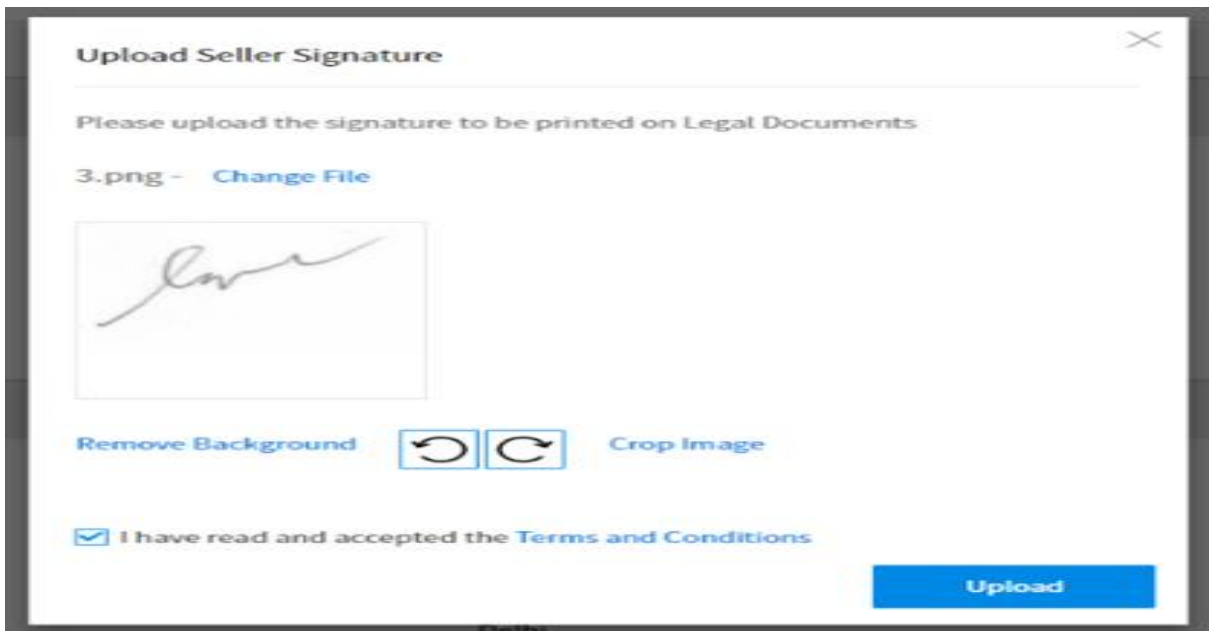 Upload Seller Signature
Please upload the signature to be printed on Legal Documents
3.png - Change File
Remove Background Crop Image
I have read and accepted the Terms and Conditions
Upload